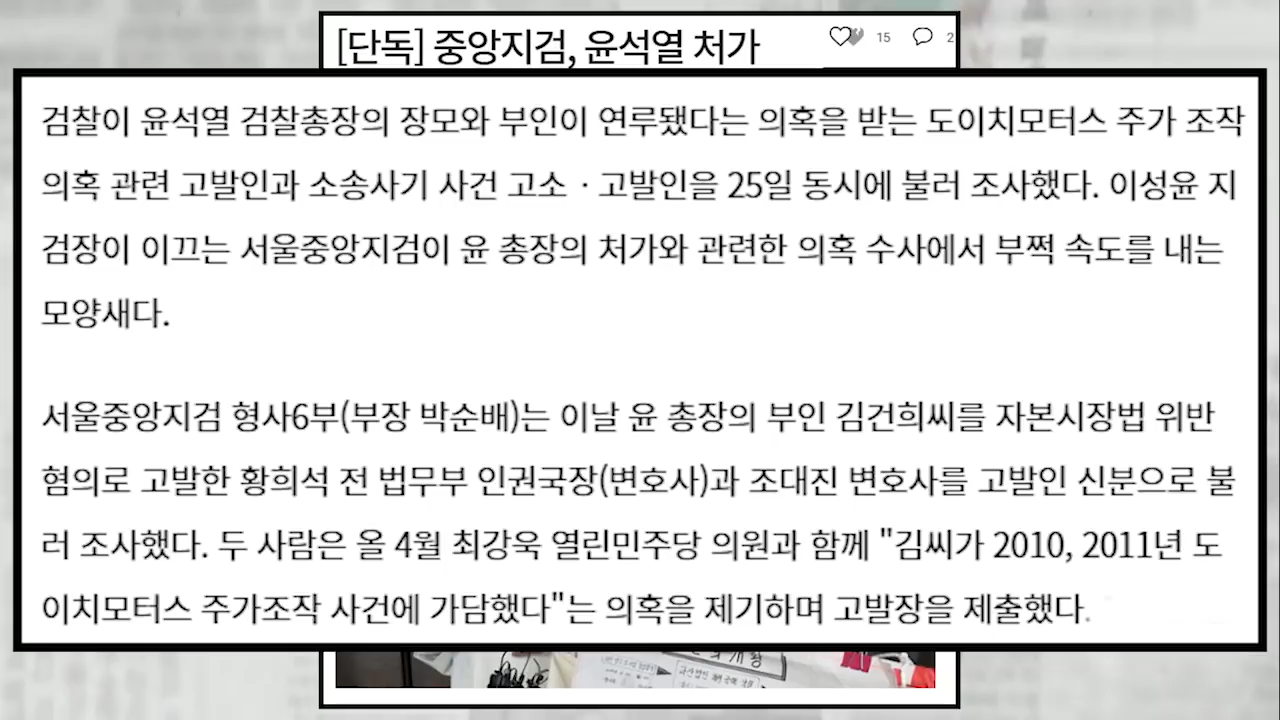 [단독] 중앙지검, 윤석열 처가
15
2
검찰이 윤석열 검찰총장의 장모와 부인이 연루됐다는 의혹을 받는 도이치모터스 주가 조작
의혹 관련 고발인과 소송사기 사건 고소 · 고발인을 25일 동시에 불러 조사했다. 이성윤 지
검장이 이끄는 서울중앙지검이 윤 총장의 처가와 관련한 의혹 수사에서 부쩍 속도를 내는
모양새다.
서울중앙지검 형사6부(부장 박순배)는 이날 윤 총장의 부인 김건희씨를 자본시장법 위반
혐의로 고발한 황희석 전 법무부 인권국장(변호사)과 조대진 변호사를 고발인 신분으로 불
러 조사했다. 두 사람은 올 4월 최강욱 열린민주당 의원과 함께 "김씨가 2010, 2011년 도
이치모터스 주가조작 사건에 가담했다"는 의혹을 제기하며 고발장을 제출했다.